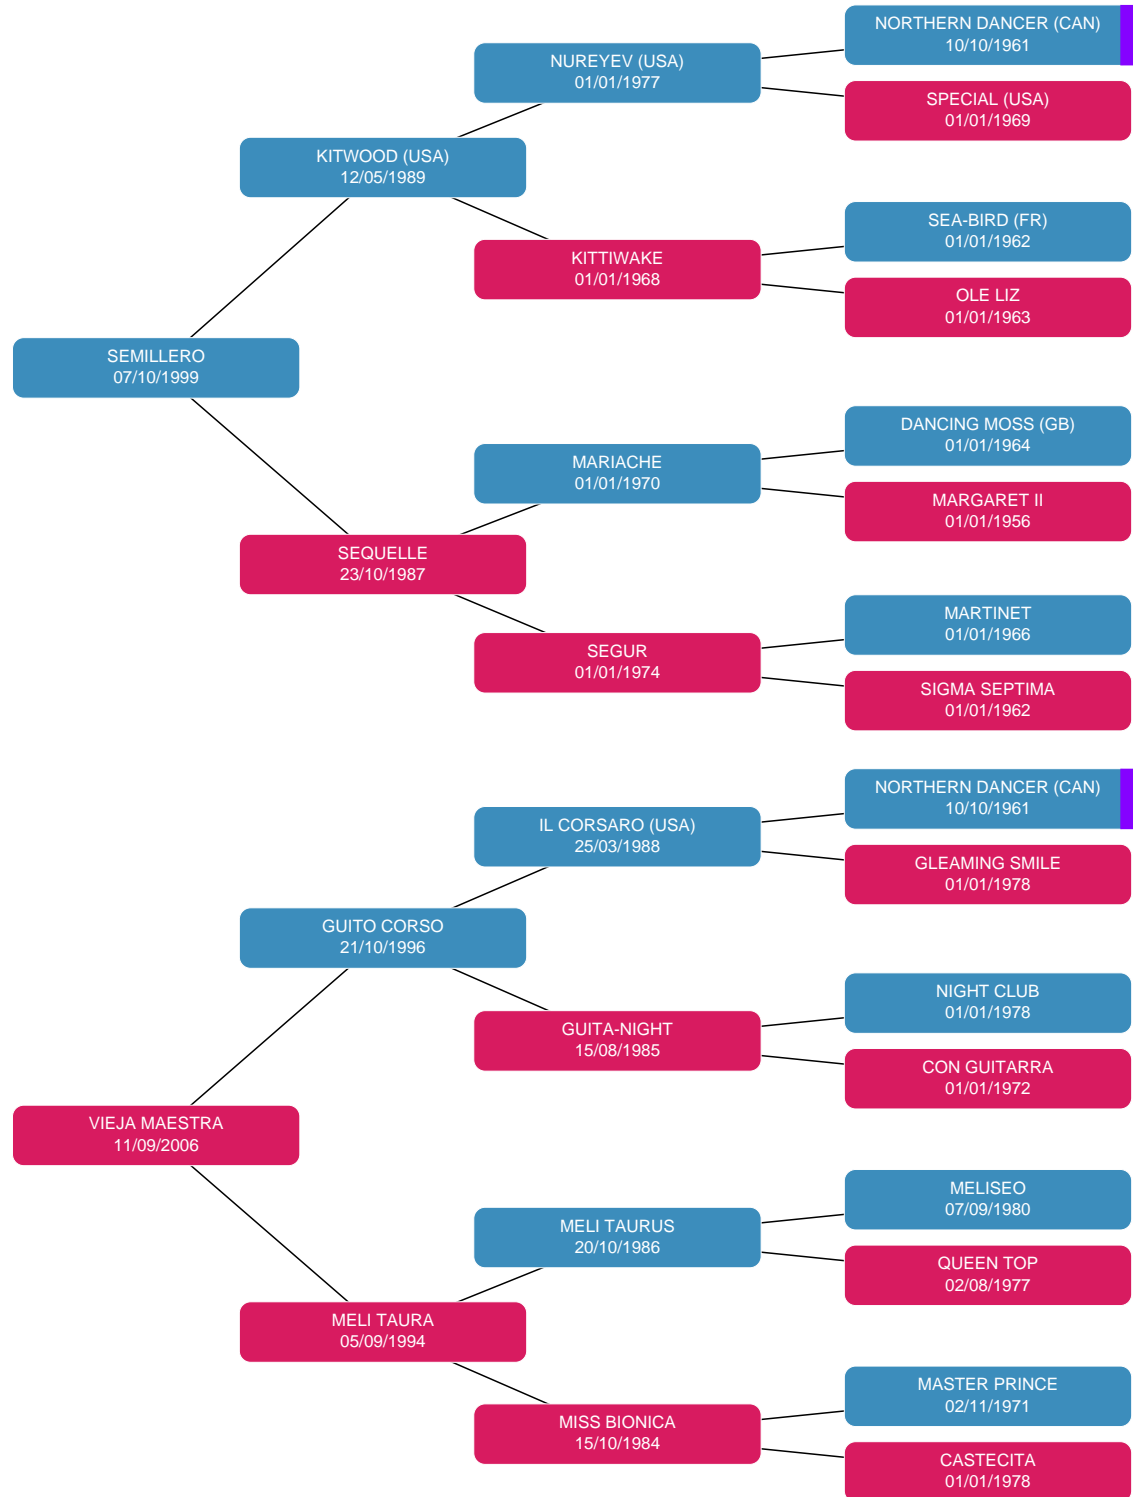 NORTHERN DANCER (CAN)
10/10/1961
NUREYEV (USA)
01/01/1977
SPECIAL (USA)
01/01/1969
KITWOOD (USA)
12/05/1989
SEA-BIRD (FR)
01/01/1962
KITTIWAKE
01/01/1968
OLE LIZ
01/01/1963
SEMILLERO
07/10/1999
DANCING MOSS (GB)
01/01/1964
MARIACHE
01/01/1970
MARGARET II
01/01/1956
SEQUELLE
23/10/1987
MARTINET
01/01/1966
SEGUR
01/01/1974
SIGMA SEPTIMA
01/01/1962
NORTHERN DANCER (CAN)
10/10/1961
IL CORSARO (USA)
25/03/1988
GLEAMING SMILE
01/01/1978
GUITO CORSO
21/10/1996
NIGHT CLUB
01/01/1978
GUITA-NIGHT
15/08/1985
CON GUITARRA
01/01/1972
VIEJA MAESTRA
11/09/2006
MELISEO
07/09/1980
MELI TAURUS
20/10/1986
QUEEN TOP
02/08/1977
MELI TAURA
05/09/1994
MASTER PRINCE
02/11/1971
MISS BIONICA
15/10/1984
CASTECITA
01/01/1978